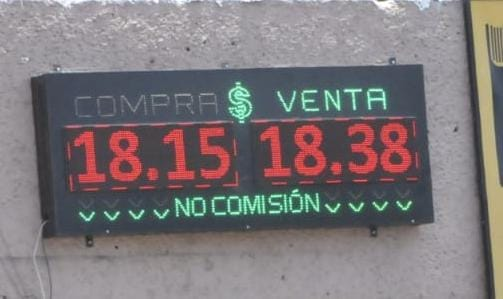 COMPRA $ VENTA
18.15 18.38
NO COMISIÓN